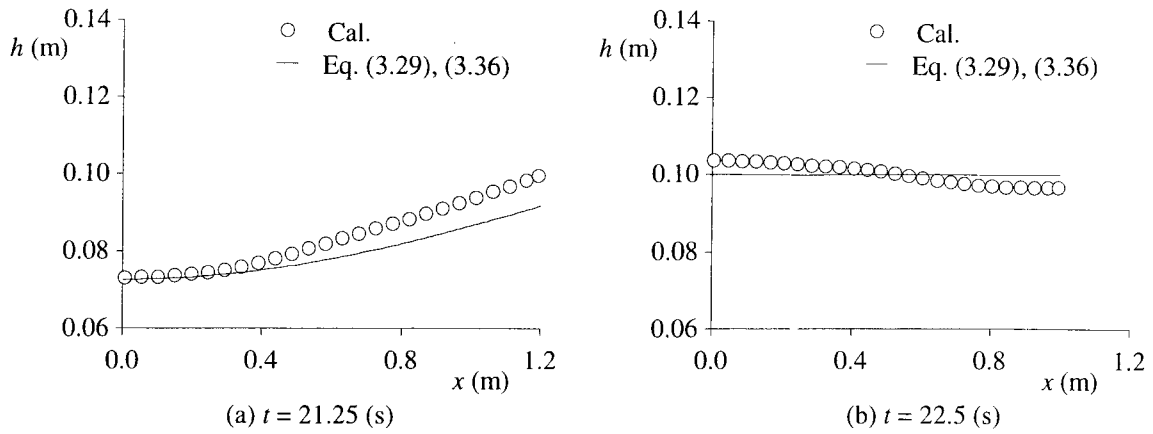 0.14
h (m)
0.12
0.10
0.08
0.06
0.0
0.4
0.8
1.2
x (m)
Cal.
Eq. (3.29), (3.36)
(a) t = 21.25 (s)
0.14
h (m)
0.12
0.10
0.08
0.06
0.0
0.4
0.8
1.2
x (m)
Cal.
Eq. (3.29), (3.36)
(b) t = 22.5 (s)